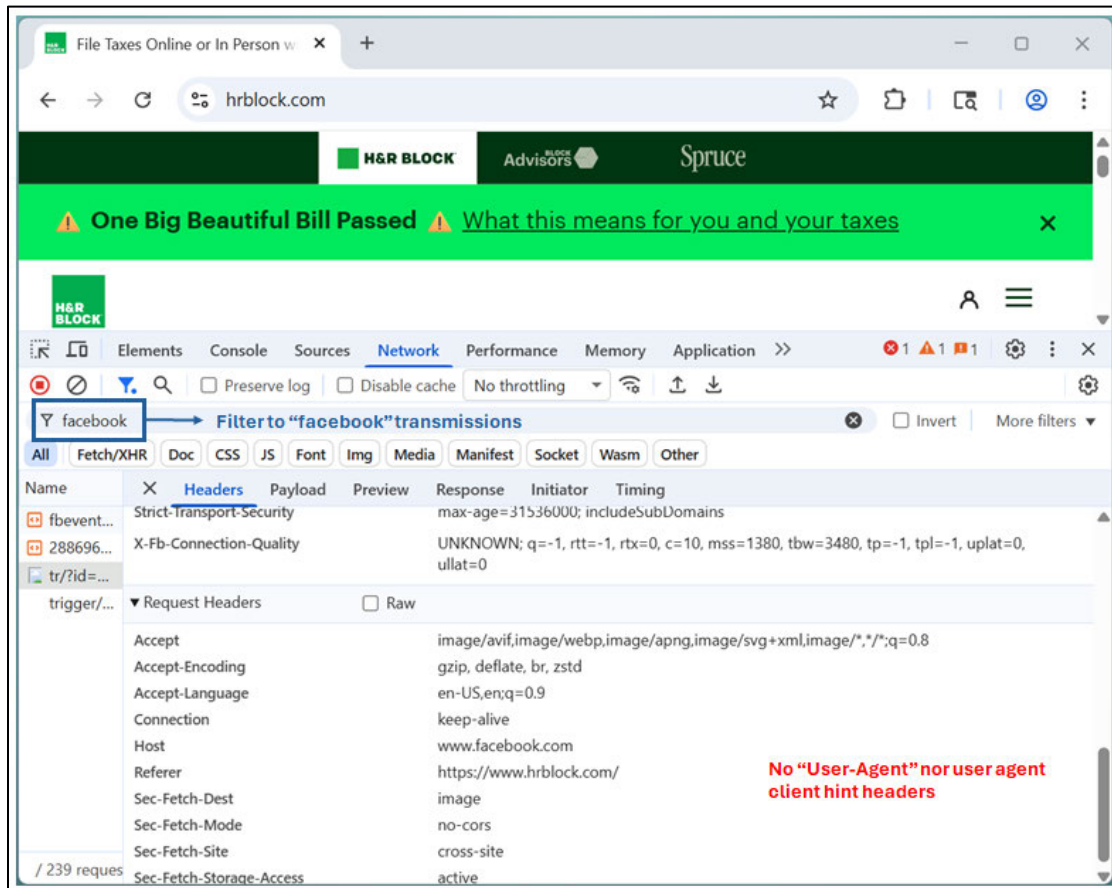 File Taxes Online or In Person w
hrblock.com
H&R BLOCK
BLOCK Advisors
Spruce
One Big Beautiful Bill Passed What this means for you and your taxes
H&R
BLOCK
Elements Console Sources Network Performance Memory Application 1 1 1
Preserve log Disable cache No throttling
facebook Filter to “facebook” transmissions Invert More filters
All Fetch/XHR Doc CSS JS Font Img Media Manifest Socket Wasm Other
Name Headers Payload Preview Response Initiator Timing
fbevent...
288696...
tr/?id=...
trigger/...
Strict-Transport-Security max-age=31536000; includeSubDomains
X-Fb-Connection-Quality UNKNOWN; q=-1, rtt=-1, rtx=0, c=10, mss=1380, tbw=3480, tp=-1, tpl=-1, uplat=0,
ullat=0
Request Headers Raw
Accept image/avif,image/webp,image/apng,image/svg+xml,image/*,*/*;q=0.8
Accept-Encoding gzip, deflate, br, zstd
Accept-Language en-US,en;q=0.9
Connection keep-alive
Host www.facebook.com
Referer https://www.hrblock.com/
Sec-Fetch-Dest image
Sec-Fetch-Mode no-cors
Sec-Fetch-Site cross-site
Sec-Fetch-Storage-Access active
No “User-Agent” nor user agent
client hint headers
/ 239 reques